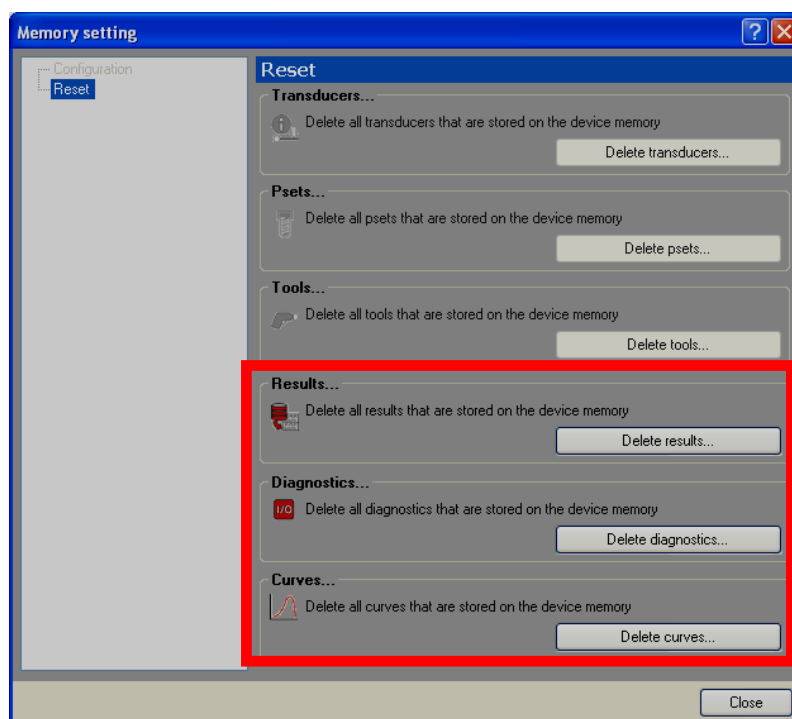 Memory setting
Configuration
Reset
Reset
Transducers...
Delete all transducers that are stored on the device memory
Delete transducers...
Psets...
Delete all psets that are stored on the device memory
Delete psets...
Tools...
Delete all tools that are stored on the device memory
Delete tools...
Results...
Delete all results that are stored on the device memory
Delete results...
Diagnostics...
I/O
Delete all diagnostics that are stored on the device memory
Delete diagnostics...
Curves...
Delete all curves that are stored on the device memory
Delete curves...
Close